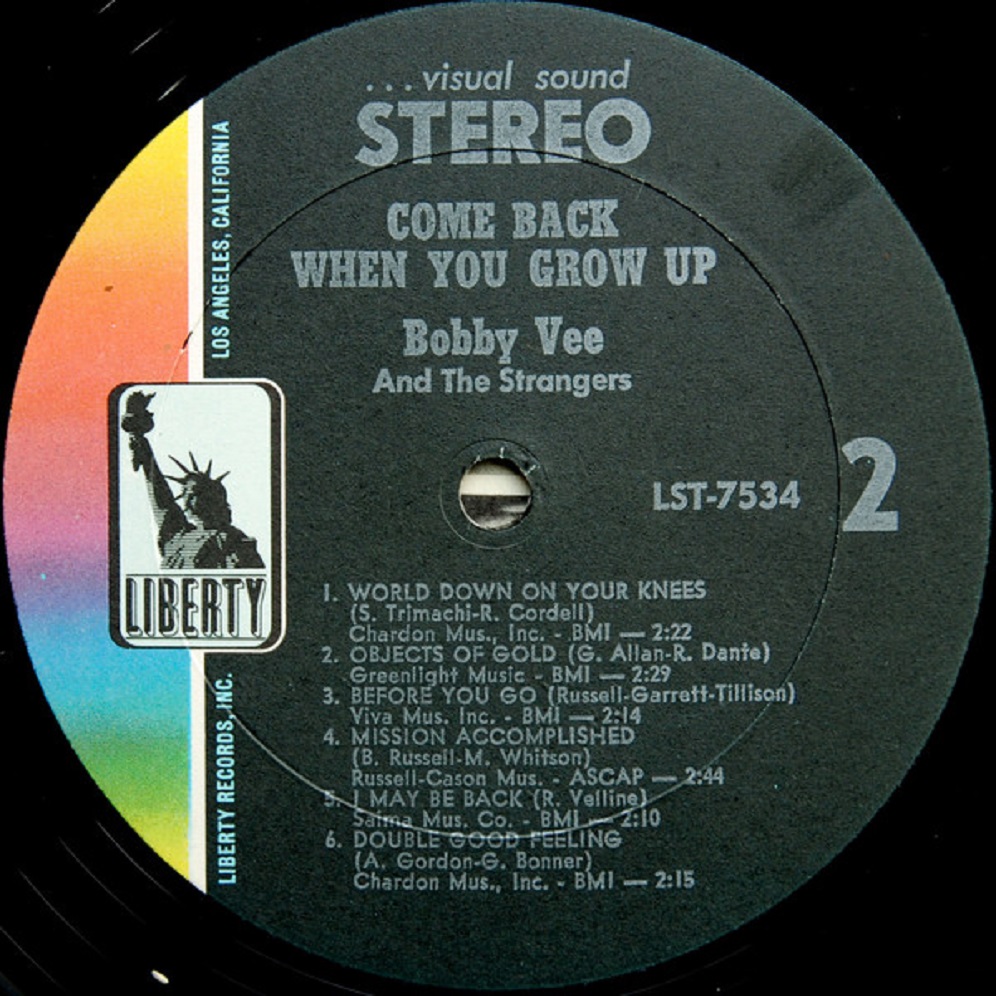 ...visual sound
STEREO
COME BACK
WHEN YOU GROW UP
Bobby Vee
And The Strangers
LOS ANGELES, CALIFORNIA
LIBERTY
LIBERTY RECORDS, INC.
LST-7534
2
1. WORLD DOWN ON YOUR KNEES
(S. Trimachi-R. Cordell)
Chardon Mus., Inc. - BMI — 2:22
2. OBJECTS OF GOLD (G. Allan-R. Dante)
Greenlight Music - BMI — 2:29
3. BEFORE YOU GO (Russell-Garrett-Tillison)
Viva Mus. Inc. - BMI — 2:14
4. MISSION ACCOMPLISHED
(B. Russell-M. Whitson)
Russell-Cason Mus. - ASCAP — 2:44
5. I MAY BE BACK (R. Velline)
Saima Mus. Co. - BMI — 2:10
6. DOUBLE GOOD FEELING
(A. Gordon-G. Bonner)
Chardon Mus., Inc. - BMI — 2:15